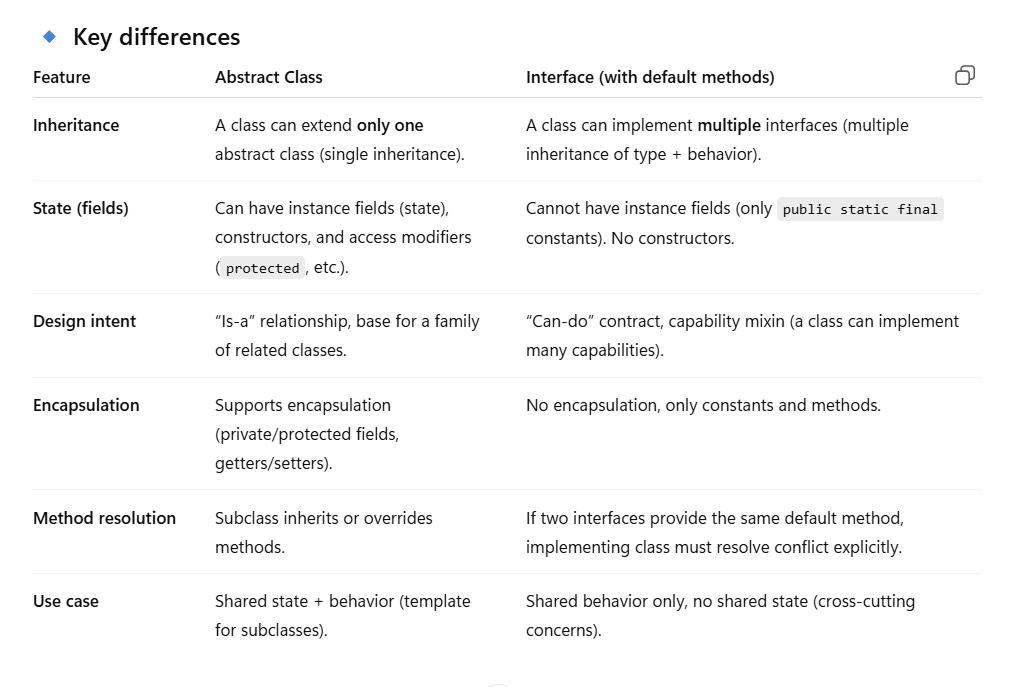 Key differences
Feature Abstract Class Interface (with default methods)
Inheritance A class can extend only one A class can implement multiple interfaces (multiple
abstract class (single inheritance). inheritance of type + behavior).
State (fields) Can have instance fields (state), Cannot have instance fields (only public static final
constructors, and access modifiers constants). No constructors.
(protected, etc.).
Design intent “Is-a” relationship, base for a family “Can-do” contract, capability mixin (a class can implement
of related classes. many capabilities).
Encapsulation Supports encapsulation No encapsulation, only constants and methods.
(private/protected fields,
getters/setters).
Method resolution Subclass inherits or overrides If two interfaces provide the same default method,
methods. implementing class must resolve conflict explicitly.
Use case Shared state + behavior (template Shared behavior only, no shared state (cross-cutting
for subclasses). concerns).